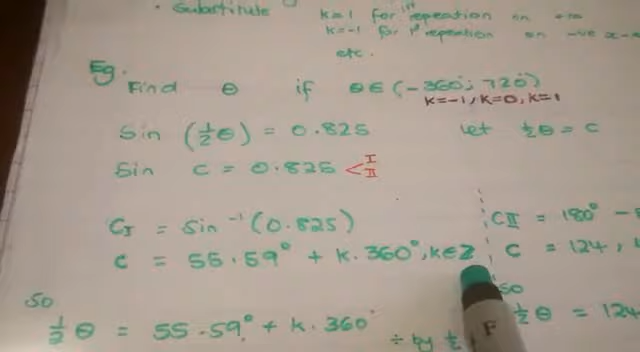 • Substitute k=1 for 1st repeation on +ve
k=-1 for 1st repeation on -ve x-
etc.
Eg.
Find θ if θ∈(-360°; 720°)
k=-1, k=0, k=1
Sin (½θ) = 0.825 Let ½θ = C
Sin C = 0.825 < I
II
CI = Sin⁻¹(0.825) CII = 180° -
C = 55.59° + k.360°, k∈Z C = 124,
So So
½θ = 55.59° + k.360° ÷ by ½ ½θ = 124